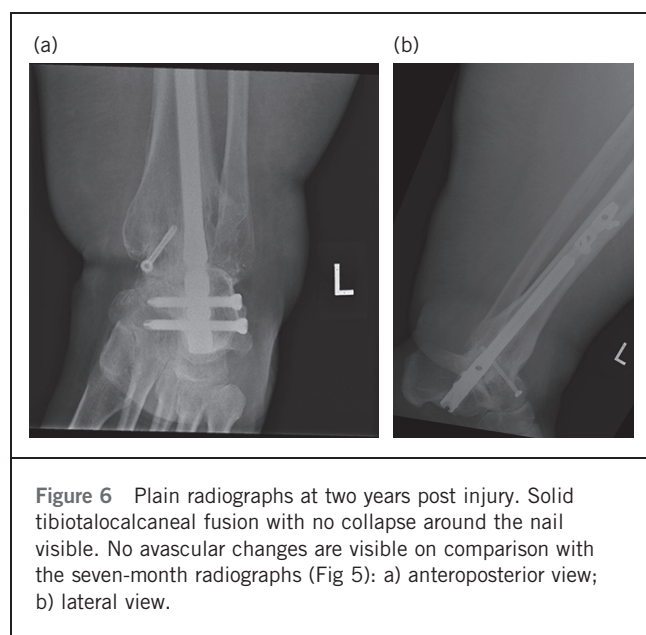 (a)
(b)
L
L
Figure 6 Plain radiographs at two years post injury. Solid
tibiotalocalcaneal fusion with no collapse around the nail
visible. No avascular changes are visible on comparison with
the seven-month radiographs (Fig 5): a) anteroposterior view;
b) lateral view.